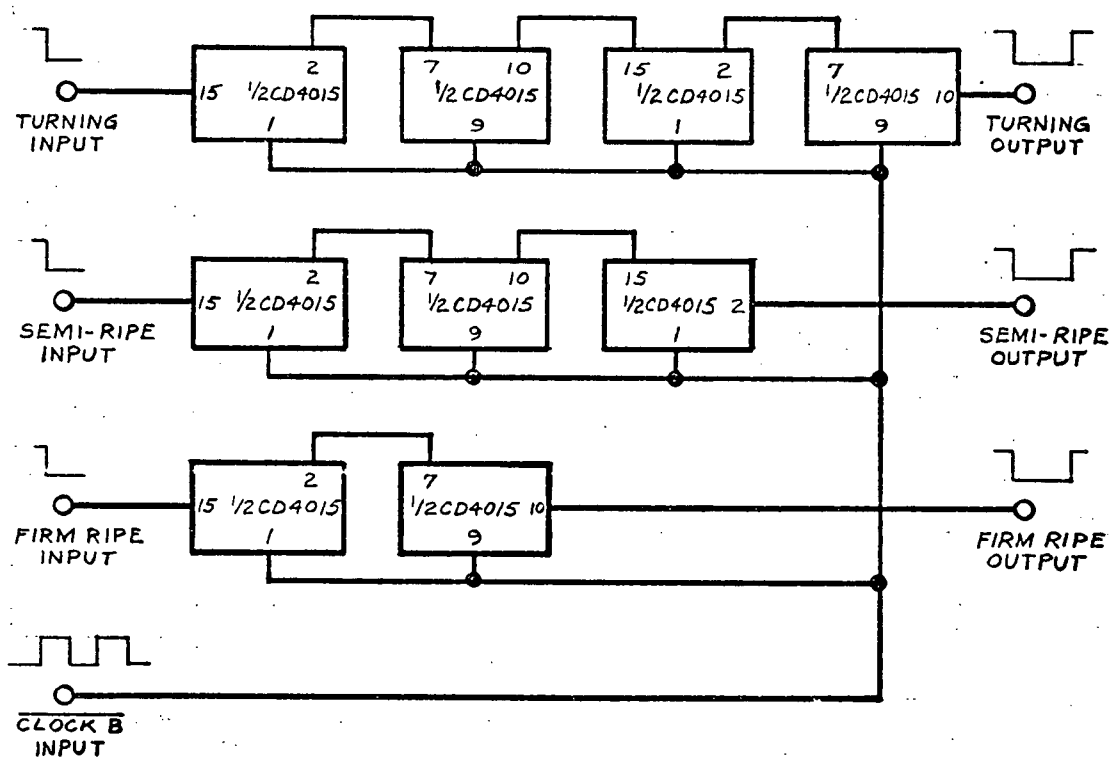 2 7 10 15 2 7
15 1/2CD4015 1/2CD4015 1/2CD4015 1/2CD4015 10
1 9 1 9
TURNING
INPUT
TURNING
OUTPUT
2 7 10 15
15 1/2CD4015 1/2CD4015 1/2CD4015 2
1 9 1
SEMI-RIPE
INPUT
SEMI-RIPE
OUTPUT
2 7
15 1/2CD4015 1/2CD4015 10
1 9
FIRM RIPE
INPUT
FIRM RIPE
OUTPUT
CLOCK B
INPUT